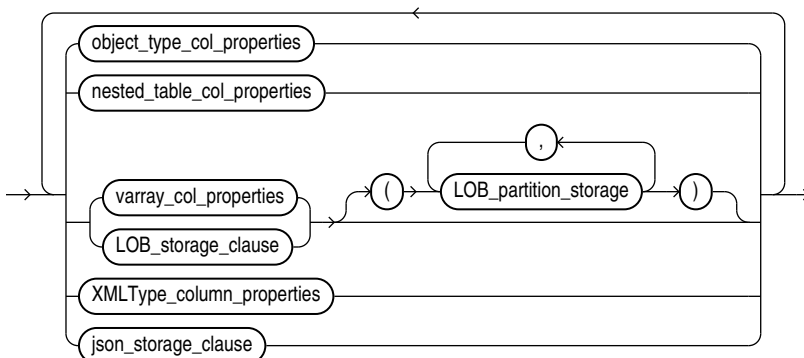 object_type_col_properties
nested_table_col_properties
,
varray_col_properties ( LOB_partition_storage )
LOB_storage_clause
XMLType_column_properties
json_storage_clause